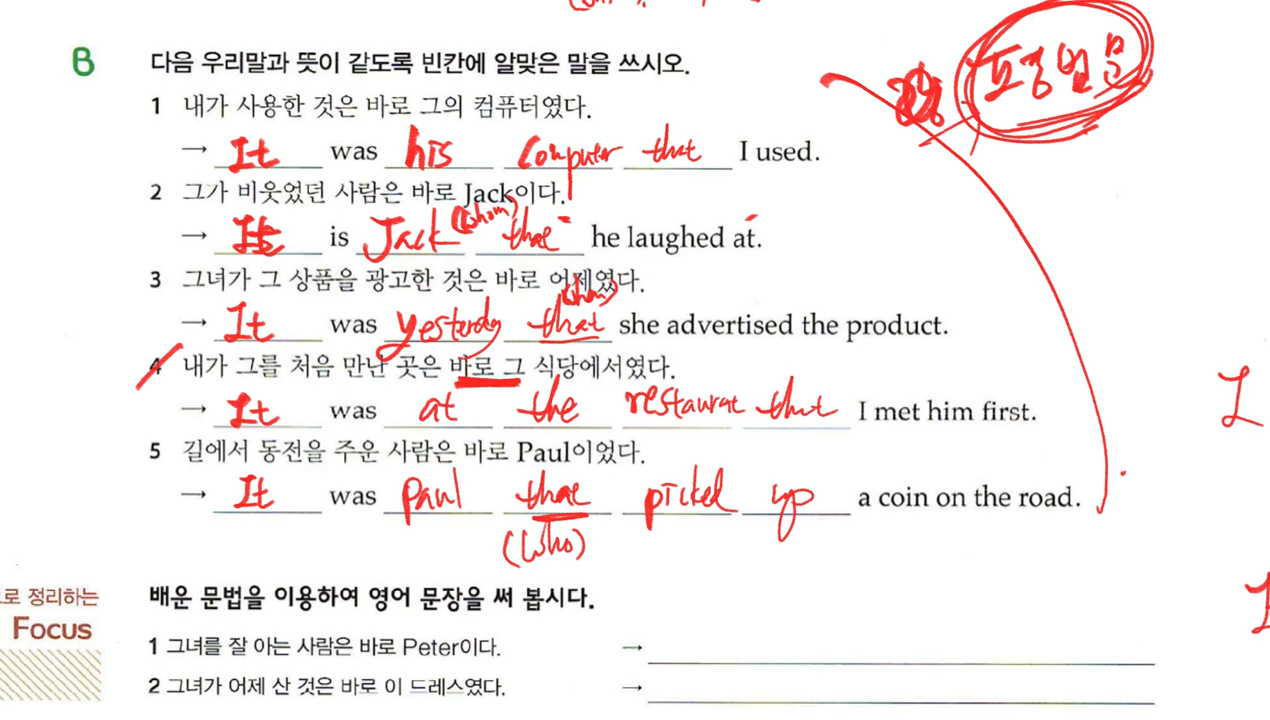 표정법 몀
B 다음 우리말과 뜻이 같도록 빈칸에 알맞은 말을 쓰시오.
1 내가 사용한 것은 바로 그의 컴퓨터였다.
→ It was his computer that I used.
2 그가 비웃었던 사람은 바로 Jack이다.
(whom)
→ It is Jack that he laughed at.
3 그녀가 그 상품을 광고한 것은 바로 어제였다.
(when)
→ It was yesterday that she advertised the product.
4 내가 그를 처음 만난 곳은 바로 그 식당에서였다.
→ It was at the restaurat that I met him first.
5 길에서 동전을 주운 사람은 바로 Paul이었다.
→ It was Paul that picked up a coin on the road.
(who)
로 정리하는 배운 문법을 이용하여 영어 문장을 써 봅시다.
Focus
1 그녀를 잘 아는 사람은 바로 Peter이다. →
2 그녀가 어제 산 것은 바로 이 드레스였다. →